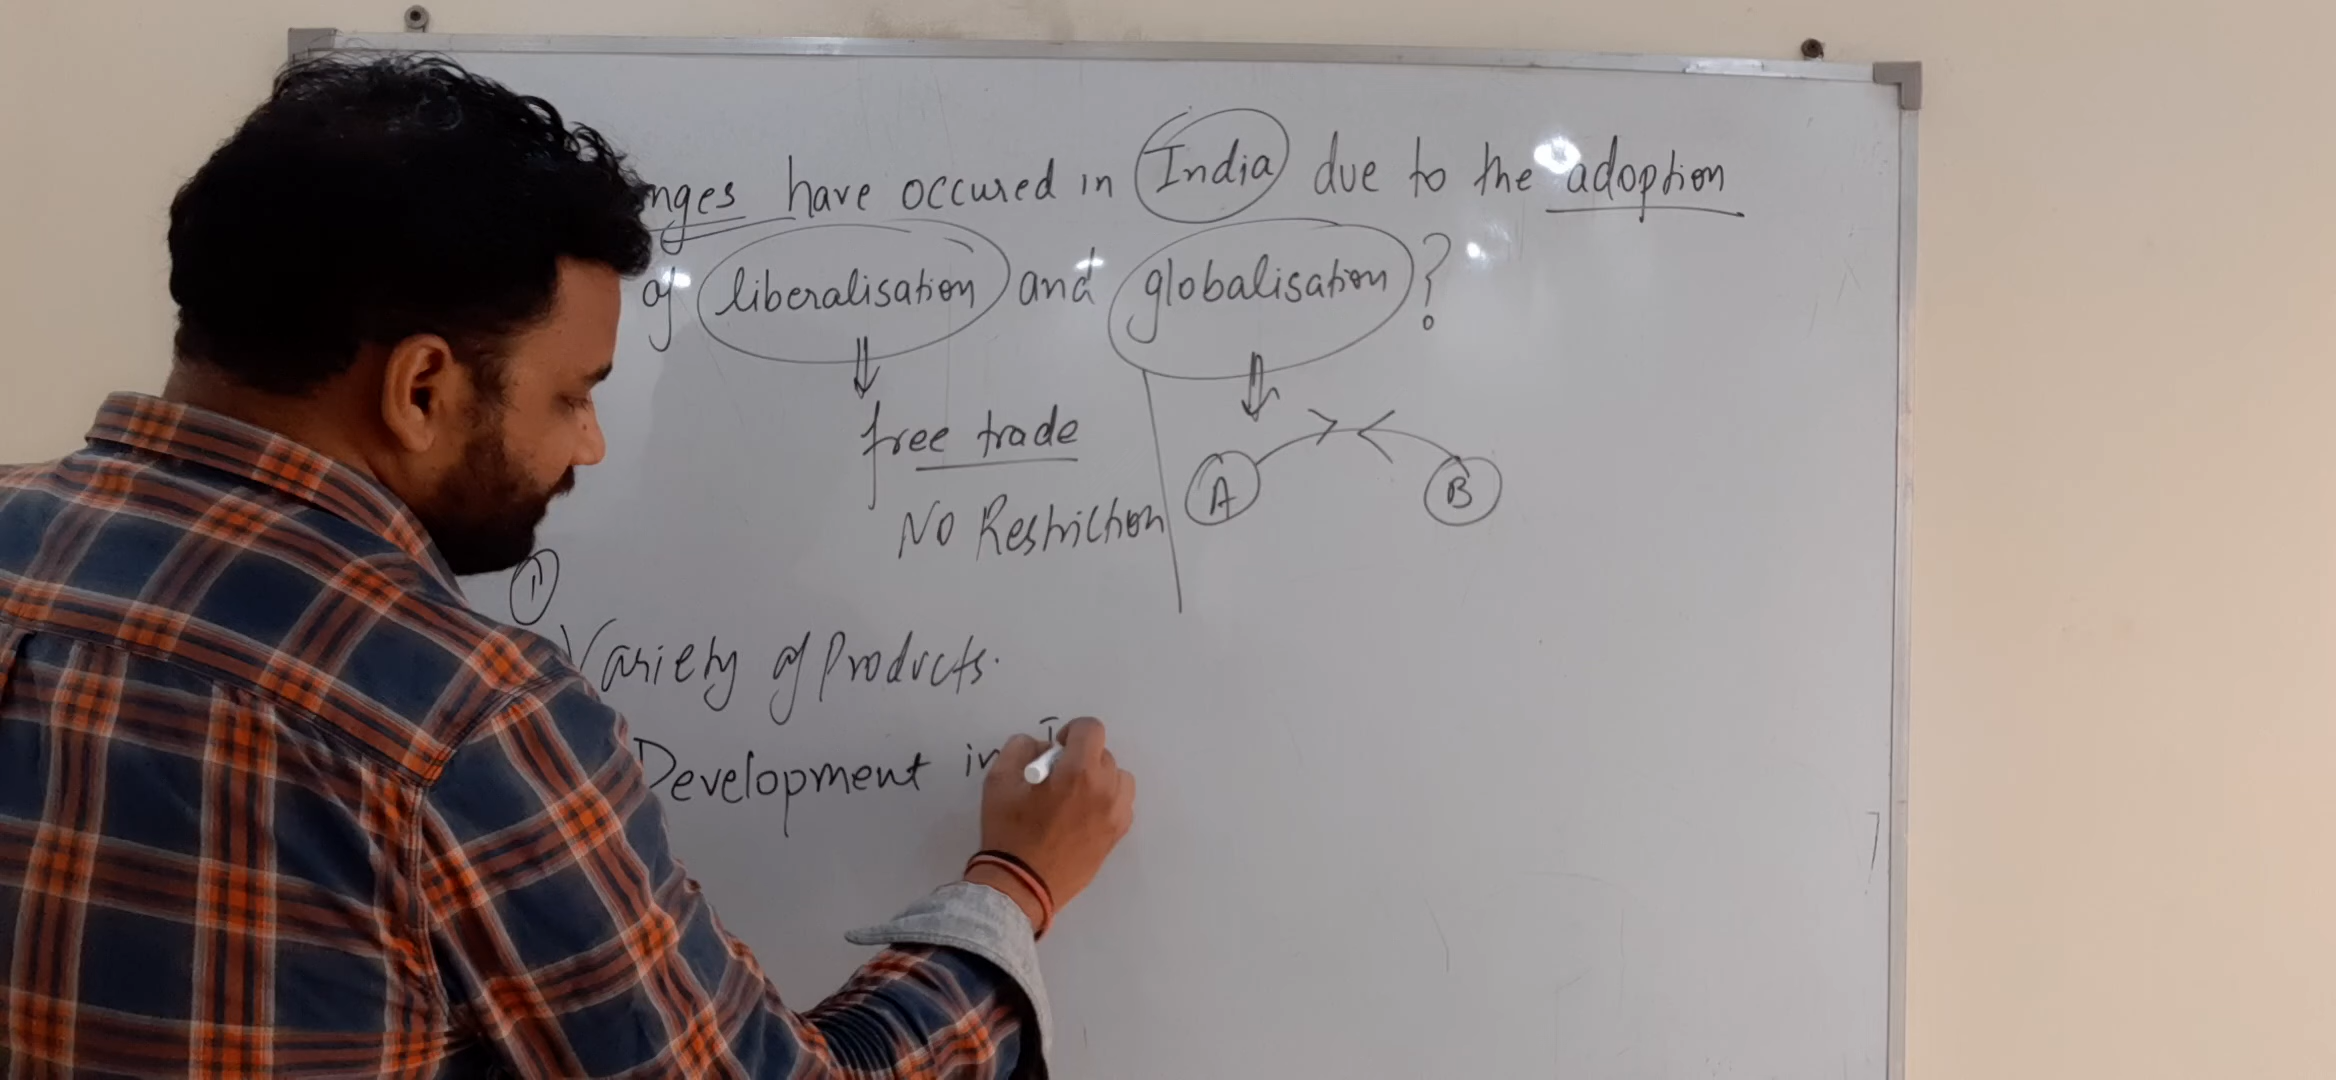 nges have occured in India due to the adoption
of liberalisation and globalisation?
free trade
No Restriction
A B
1
Variety of Products.
Development in